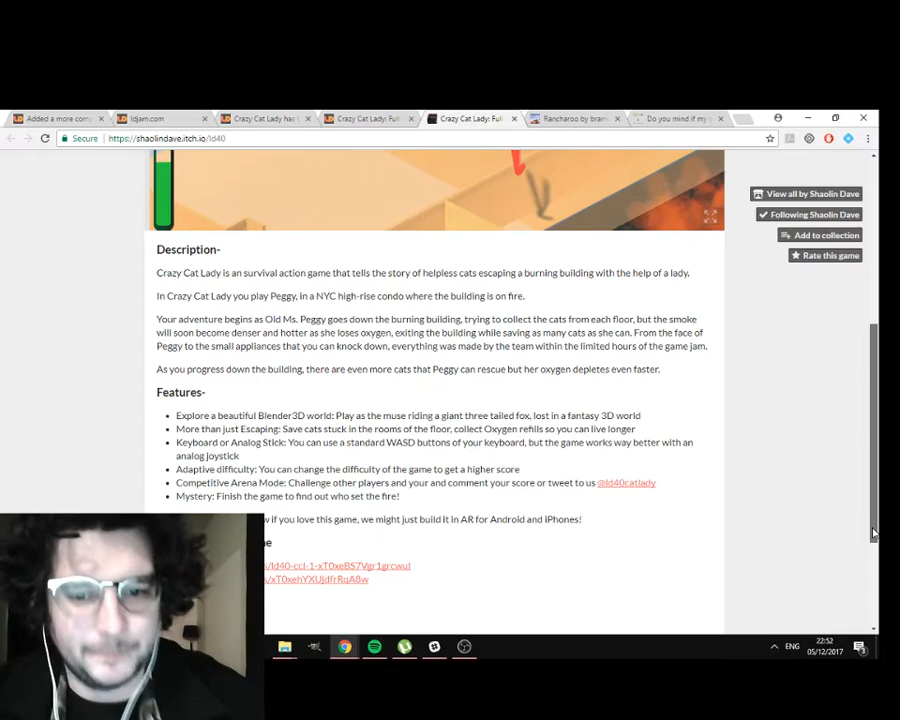 Added a more com
ldjam.com
Crazy Cat Lady has
Crazy Cat Lady: Full
Crazy Cat Lady: Full
Rancharoo by bram
Do you mind if my
Secure
https://shaolindave.itch.io/ld40
View all by Shaolin Dave
Following Shaolin Dave
Add to collection
Rate this game
Description-
Crazy Cat Lady is an survival action game that tells the story of helpless cats escaping a burning building with the help of a lady.
In Crazy Cat Lady you play Peggy, in a NYC high-rise condo where the building is on fire.
Your adventure begins as Old Ms. Peggy goes down the burning building, trying to collect the cats from each floor, but the smoke
will soon become denser and hotter as she loses oxygen, exiting the building while saving as many cats as she can. From the face of
Peggy to the small appliances that you can knock down, everything was made by the team within the limited hours of the game jam.
As you progress down the building, there are even more cats that Peggy can rescue but her oxygen depletes even faster.
Features-
Explore a beautiful Blender3D world: Play as the muse riding a giant three tailed fox, lost in a fantasy 3D world
More than just Escaping: Save cats stuck in the rooms of the floor, collect Oxygen refills so you can live longer
Keyboard or Analog Stick: You can use a standard WASD buttons of your keyboard, but the game works way better with an
analog joystick
Adaptive difficulty: You can change the difficulty of the game to get a higher score
Competitive Arena Mode: Challenge other players and your and comment your score or tweet to us @ld40catlady
Mystery: Finish the game to find out who set the fire!
if you love this game, we might just build it in AR for Android and iPhones!
s/ld40-ccl-1-xT0xeBS7Vgr1grcwuI
s/xT0xehYXUjdfrRqA8w
ENG
22:52
05/12/2017